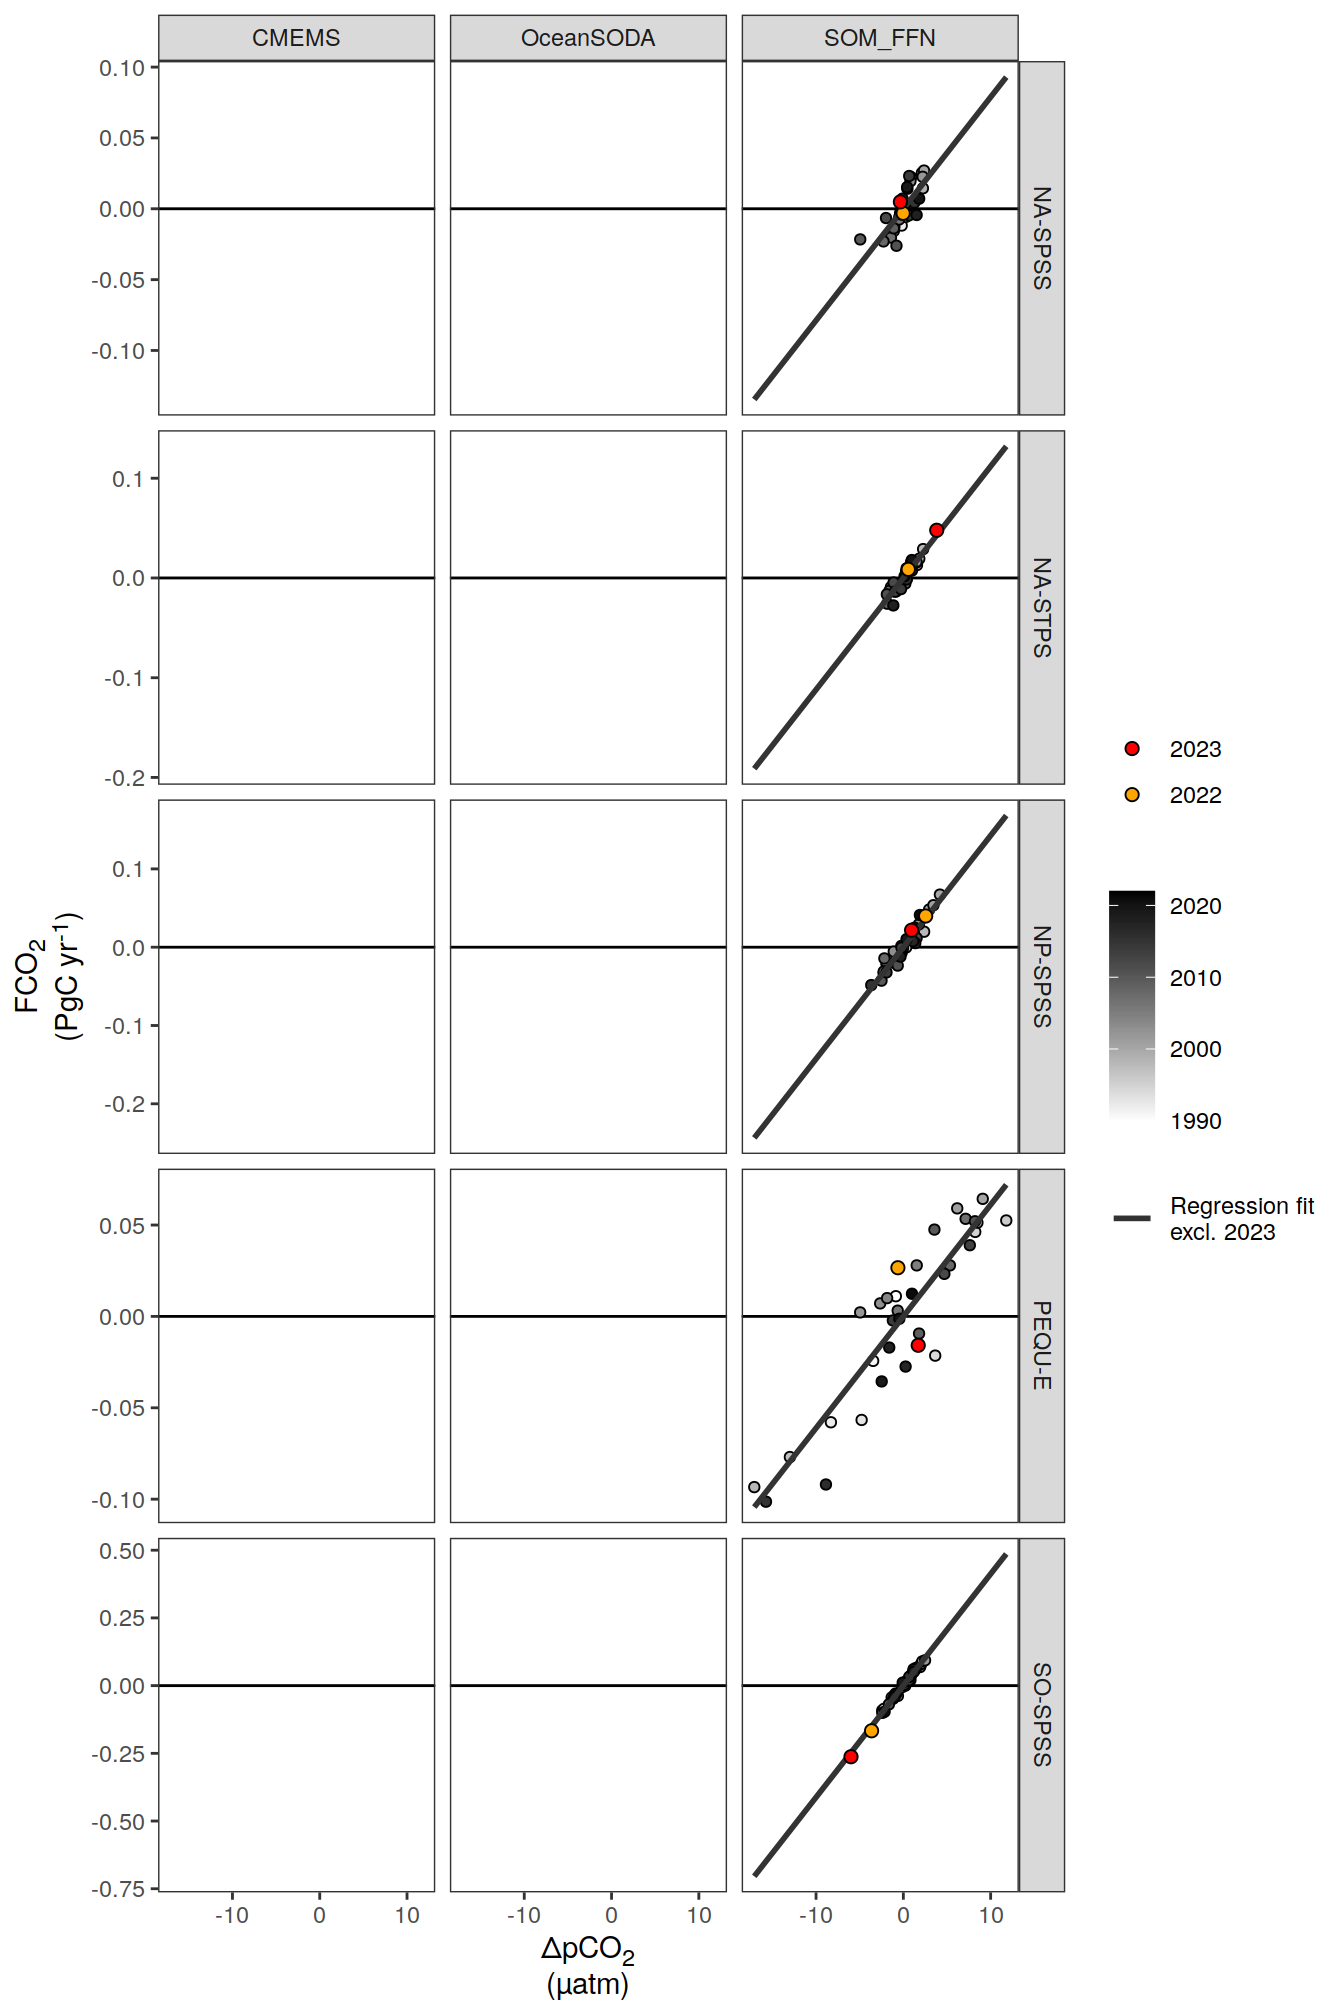 CMEMS OceanSODA SOM_FFN
0.10
0.05
0.00
-0.05
-0.10
NA-SPSS
0.1
0.0
-0.1
-0.2
NA-STPS
0.1
0.0
-0.1
-0.2
NP-SPSS
0.05
0.00
-0.05
-0.10
PEQU-E
0.50
0.25
0.00
-0.25
-0.50
-0.75
SO-SPSS
-10 0 10 -10 0 10 -10 0 10
ΔpCO₂
(µatm)
FCO₂
(PgC yr⁻¹)
2023
2022
2020
2010
2000
1990
Regression fit
excl. 2023